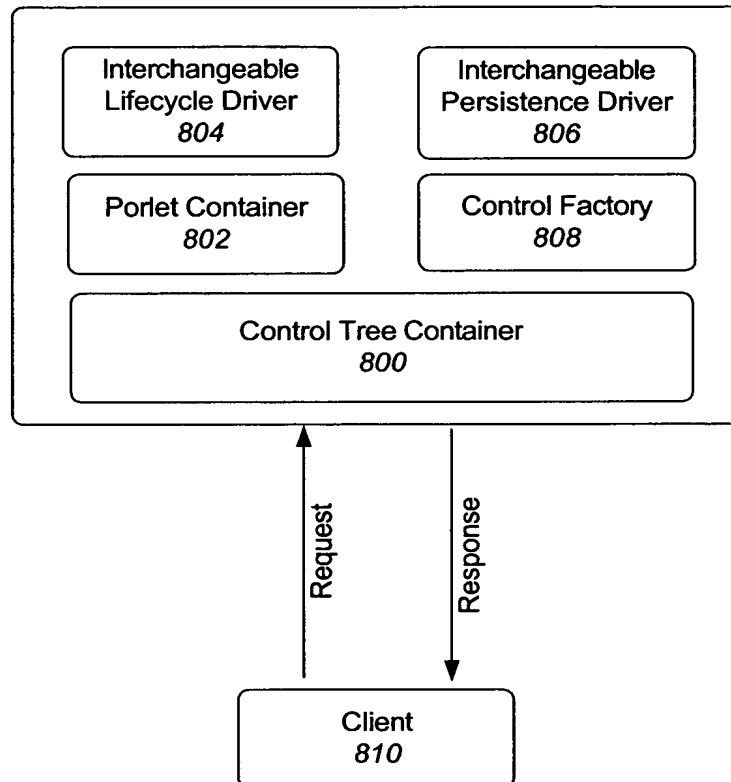 Interchangeable
Lifecycle Driver
804
Interchangeable
Persistence Driver
806
Porlet Container
802
Control Factory
808
Control Tree Container
800
Request
Response
Client
810